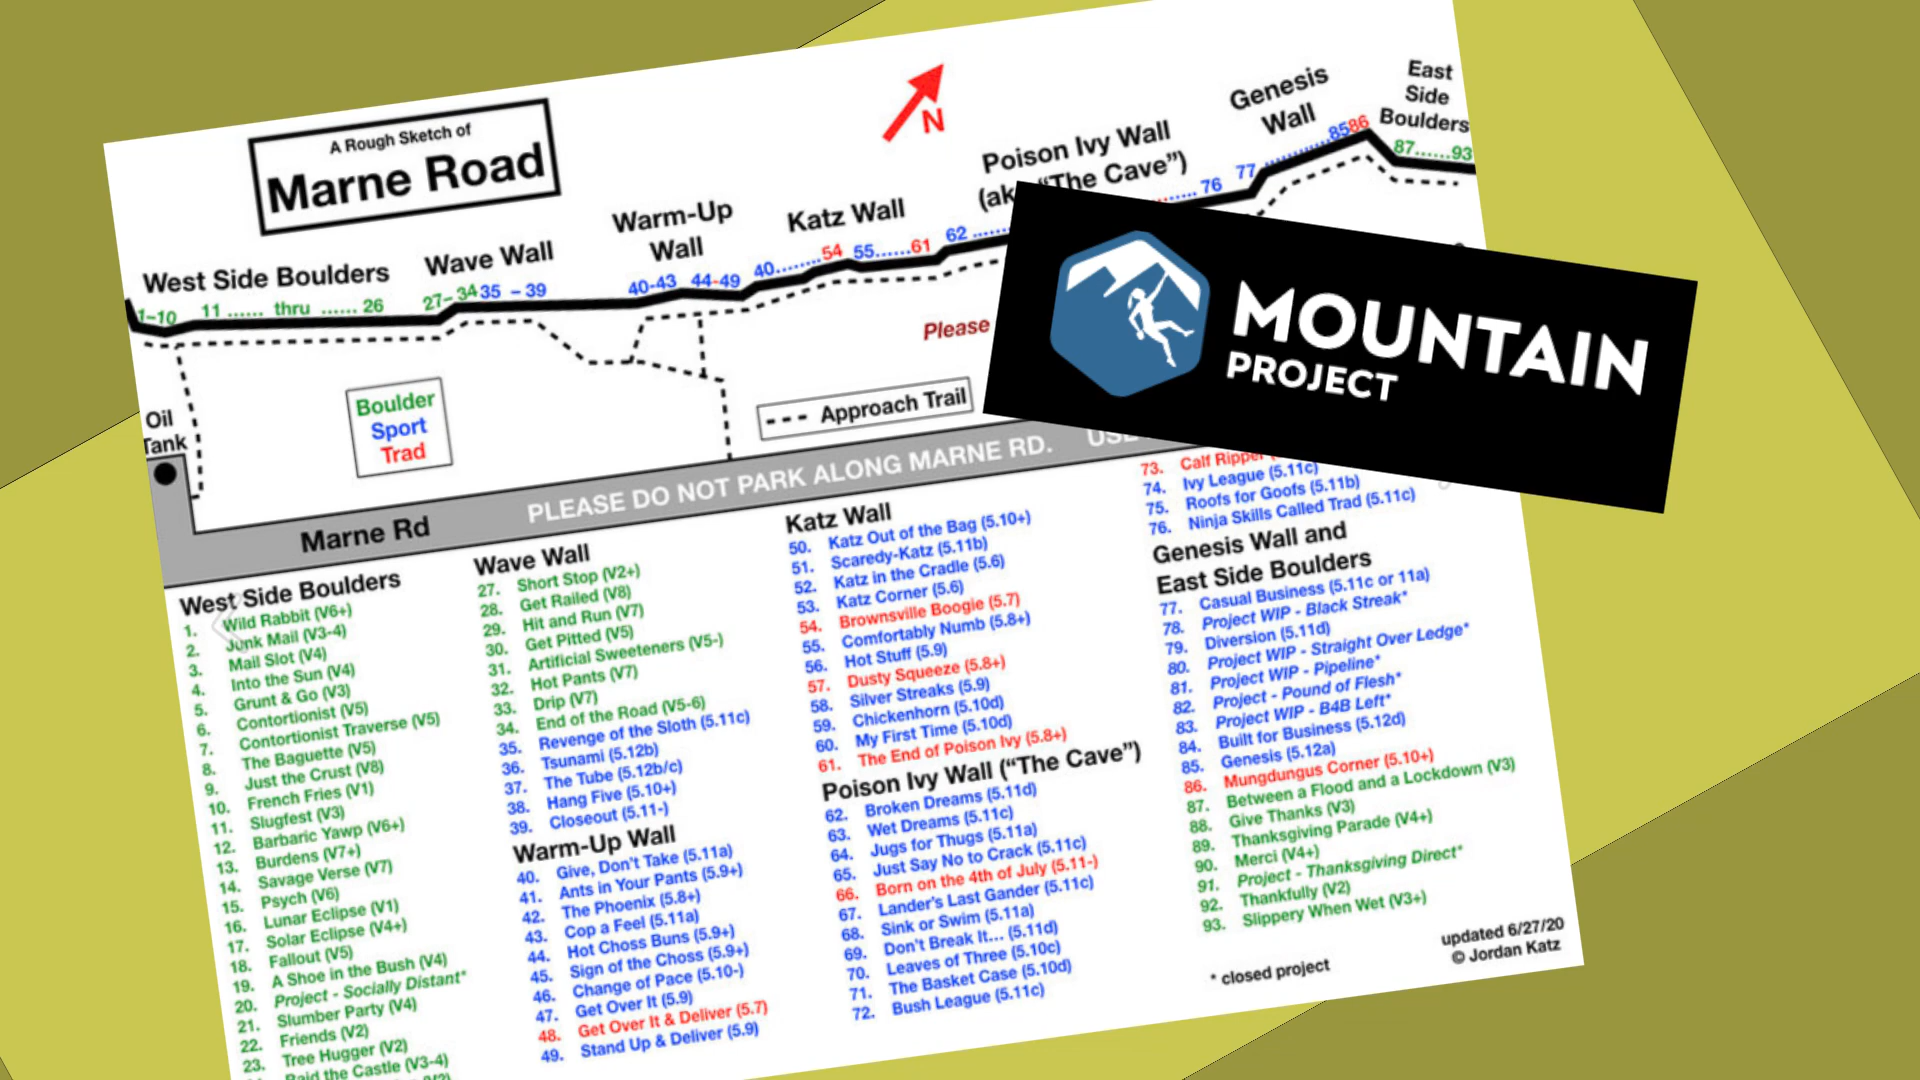 A Rough Sketch of
Marne Road
N
West Side Boulders
Wave Wall
Warm-Up
Wall
Katz Wall
Poison Ivy Wall
"The Cave")
Genesis
Wall
East
Side
Boulders
1–10
11 ...... thru ...... 26
27–34
35 – 39
40-43 44-49
40........54
55......61
62 .......
...... 76
77
............8586
87......93
Please
Oil
Tank
Boulder
Sport
Trad
Approach Trail
MOUNTAIN
PROJECT
Marne Rd
PLEASE DO NOT PARK ALONG MARNE RD.
West Side Boulders
1. Wild Rabbit (V6+)
2. Junk Mail (V3-4)
3. Mail Slot (V4)
4. Into the Sun (V4)
5. Grunt & Go (V3)
6. Contortionist (V5)
7. Contortionist Traverse (V5)
8. The Baguette (V5)
9. Just the Crust (V8)
10. French Fries (V1)
11. Slugfest (V3)
12. Barbaric Yawp (V6+)
13. Burdens (V7+)
14. Savage Verse (V7)
15. Psych (V6)
16. Lunar Eclipse (V1)
17. Solar Eclipse (V4+)
18. Fallout (V5)
19. A Shoe in the Bush (V4)
20. Project - Socially Distant*
21. Slumber Party (V4)
22. Friends (V2)
23. Tree Hugger (V2)
Raid the Castle (V3-4)
Wave Wall
27. Short Stop (V2+)
28. Get Railed (V8)
29. Hit and Run (V7)
30. Get Pitted (V5)
31. Artificial Sweeteners (V5-)
32. Hot Pants (V7)
33. Drip (V7)
34. End of the Road (V5-6)
35. Revenge of the Sloth (5.11c)
36. Tsunami (5.12b)
37. The Tube (5.12b/c)
38. Hang Five (5.10+)
39. Closeout (5.11-)
Warm-Up Wall
40. Give, Don't Take (5.11a)
41. Ants in Your Pants (5.9+)
42. The Phoenix (5.8+)
43. Cop a Feel (5.11a)
44. Hot Choss Buns (5.9+)
45. Sign of the Choss (5.9+)
46. Change of Pace (5.10-)
47. Get Over It (5.9)
48. Get Over It & Deliver (5.7)
49. Stand Up & Deliver (5.9)
Katz Wall
50. Katz Out of the Bag (5.10+)
51. Scaredy-Katz (5.11b)
52. Katz in the Cradle (5.6)
53. Katz Corner (5.6)
54. Brownsville Boogie (5.7)
55. Comfortably Numb (5.8+)
56. Hot Stuff (5.9)
57. Dusty Squeeze (5.8+)
58. Silver Streaks (5.9)
59. Chickenhorn (5.10d)
60. My First Time (5.10d)
61. The End of Poison Ivy (5.8+)
Poison Ivy Wall ("The Cave")
62. Broken Dreams (5.11d)
63. Wet Dreams (5.11c)
64. Jugs for Thugs (5.11a)
65. Just Say No to Crack (5.11c)
66. Born on the 4th of July (5.11-)
67. Lander's Last Gander (5.11c)
68. Sink or Swim (5.11a)
69. Don't Break It... (5.11d)
70. Leaves of Three (5.10c)
71. The Basket Case (5.10d)
72. Bush League (5.11c)
73. Calf Ripper
74. Ivy League (5.11c)
75. Roofs for Goofs (5.11b)
76. Ninja Skills Called Trad (5.11c)
Genesis Wall and
East Side Boulders
77. Casual Business (5.11c or 11a)
78. Project WIP - Black Streak*
79. Diversion (5.11d)
80. Project WIP - Straight Over Ledge*
81. Project WIP - Pipeline*
82. Project - Pound of Flesh*
83. Project WIP - B4B Left*
84. Built for Business (5.12d)
85. Genesis (5.12a)
86. Mungdungus Corner (5.10+)
87. Between a Flood and a Lockdown (V3)
88. Give Thanks (V3)
89. Thanksgiving Parade (V4+)
90. Merci (V4+)
91. Project - Thanksgiving Direct*
92. Thankfully (V2)
93. Slippery When Wet (V3+)
* closed project
updated 6/27/20
© Jordan Katz